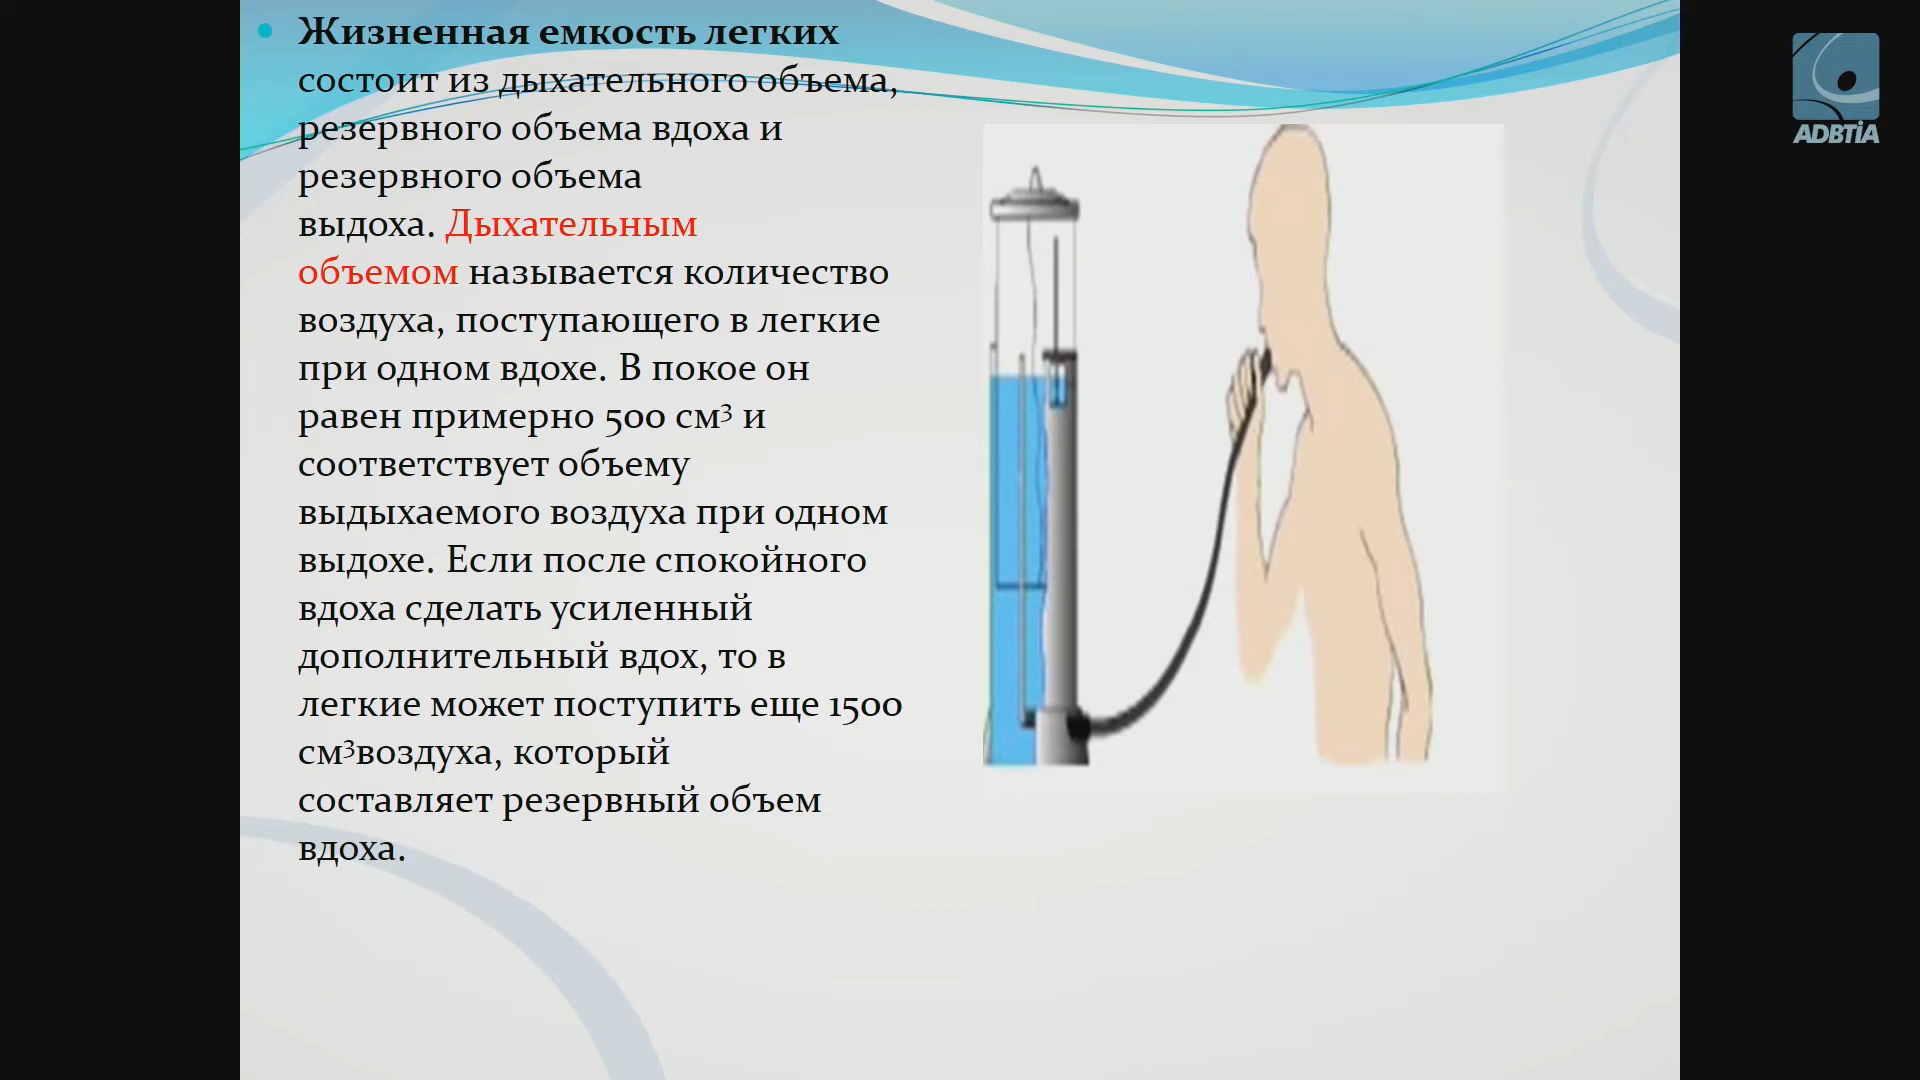 Жизненная емкость легких
состоит из дыхательного объема,
резервного объема вдоха и
резервного объема
выдоха. Дыхательным
объемом называется количество
воздуха, поступающего в легкие
при одном вдохе. В покое он
равен примерно 500 см³ и
соответствует объему
выдыхаемого воздуха при одном
выдохе. Если после спокойного
вдоха сделать усиленный
дополнительный вдох, то в
легкие может поступить еще 1500
см³воздуха, который
составляет резервный объем
вдоха.
ADBTİA